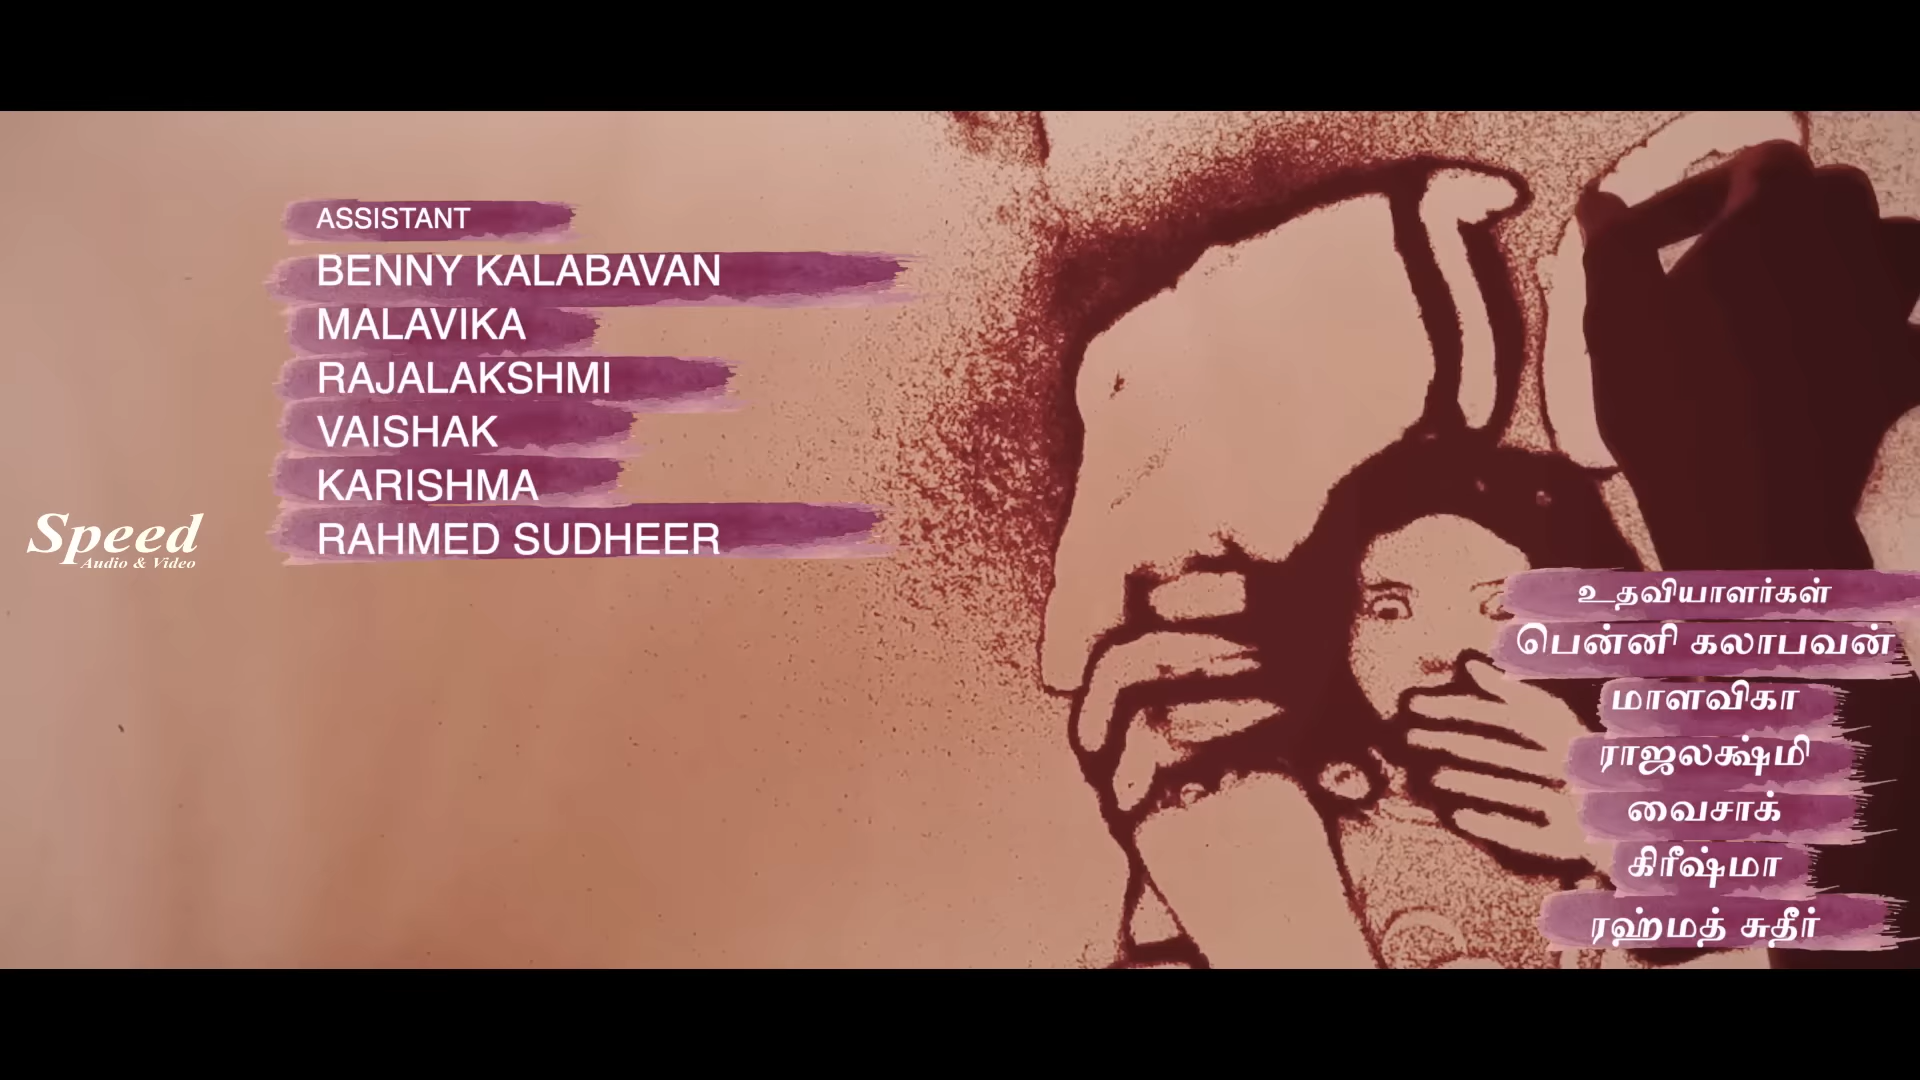 ASSISTANT
BENNY KALABAVAN
MALAVIKA
RAJALAKSHMI
VAISHAK
KARISHMA
RAHMED SUDHEER
Speed
Audio & Video
உதவியாளர்கள்
பென்னி கலாபவன்
மாளவிகா
ராஜலக்ஷ்மி
வைசாக்
கிரீஷ்மா
ரஹ்மத் சுதீர்